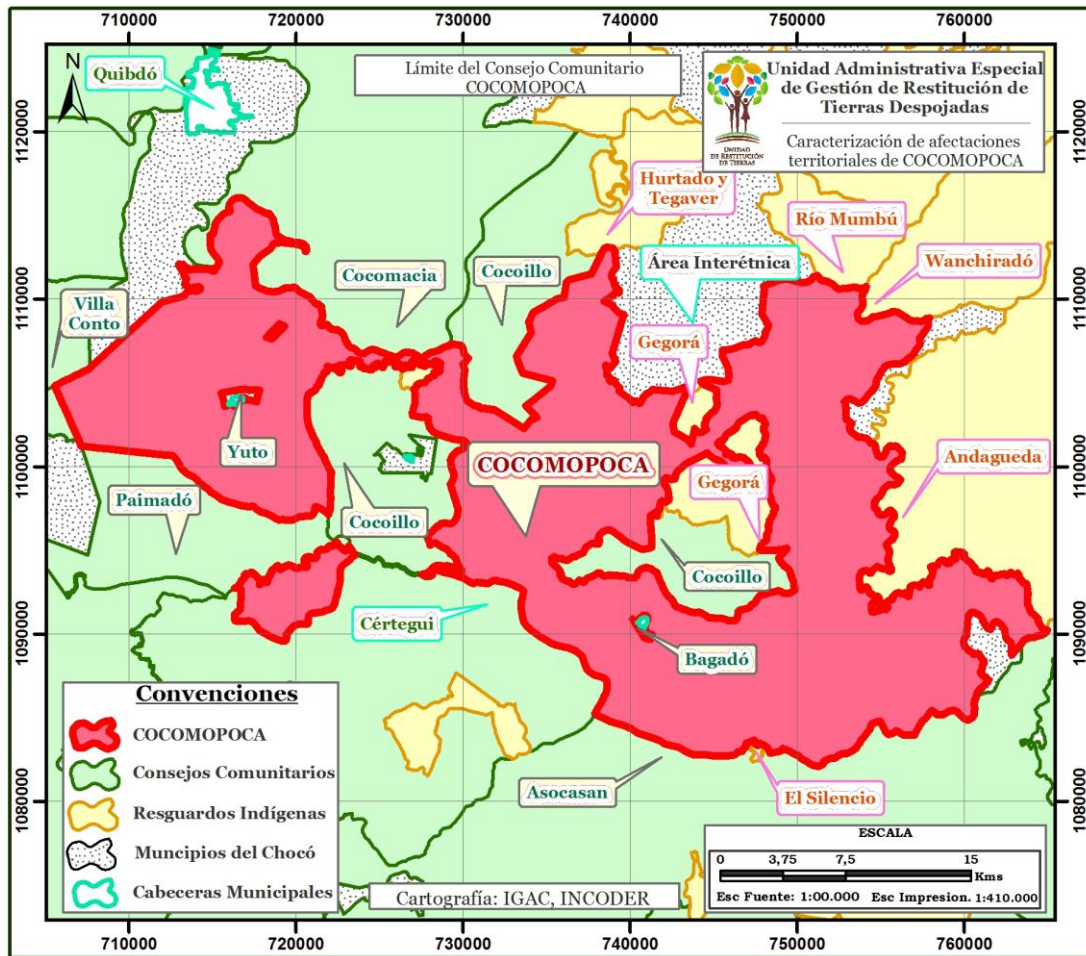 710000
720000
730000
740000
750000
760000
1120000
1110000
1100000
1090000
1080000
1120000
1110000
1100000
1090000
1080000
N
Quibdó
Límite del Consejo Comunitario
COCOMOPOCA
UNIDAD
DE RESTITUCIÓN
DE TIERRAS
Unidad Administrativa Especial
de Gestión de Restitución de
Tierras Despojadas
Caracterización de afectaciones
territoriales de COCOMOPOCA
Hurtado y
Tegaver
Río Mumbú
Wanchiradó
Cocomacia
Cocoillo
Área Interétnica
Villa
Conto
Gegorá
Yuto
COCOMOPOCA
Andagueda
Paimadó
Cocoillo
Gegorá
Cocoillo
Cértegui
Bagadó
Asocasan
El Silencio
Convenciones
COCOMOPOCA
Consejos Comunitarios
Resguardos Indígenas
Muncipios del Chocó
Cabeceras Municipales
Cartografía: IGAC, INCODER
ESCALA
0 3,75 7,5 15
Kms
Esc Fuente: 1:00.000 Esc Impresion. 1:410.000
710000
720000
730000
740000
750000
760000